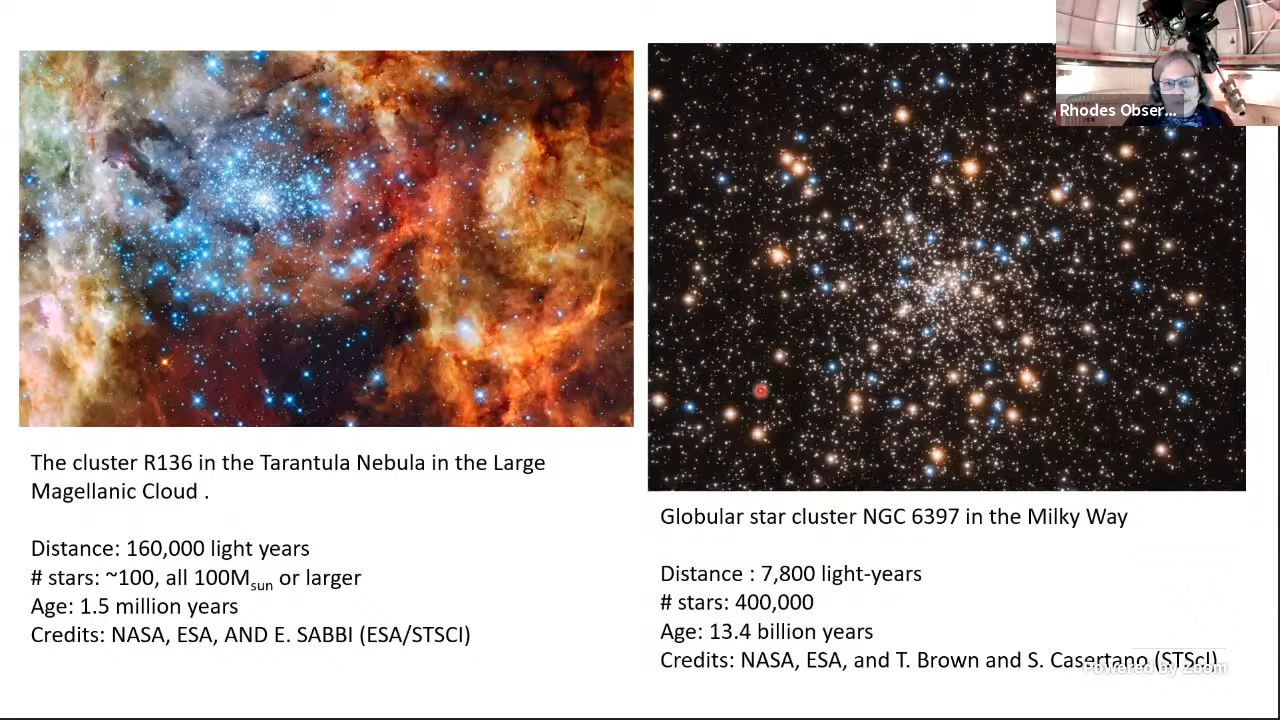 Rhodes Obser...
The cluster R136 in the Tarantula Nebula in the Large
Magellanic Cloud .
Distance: 160,000 light years
# stars: ~100, all 100Msun or larger
Age: 1.5 million years
Credits: NASA, ESA, AND E. SABBI (ESA/STSCI)
Globular star cluster NGC 6397 in the Milky Way
Distance : 7,800 light-years
# stars: 400,000
Age: 13.4 billion years
Credits: NASA, ESA, and T. Brown and S. Casertano (STScI)
Powered by Zoom